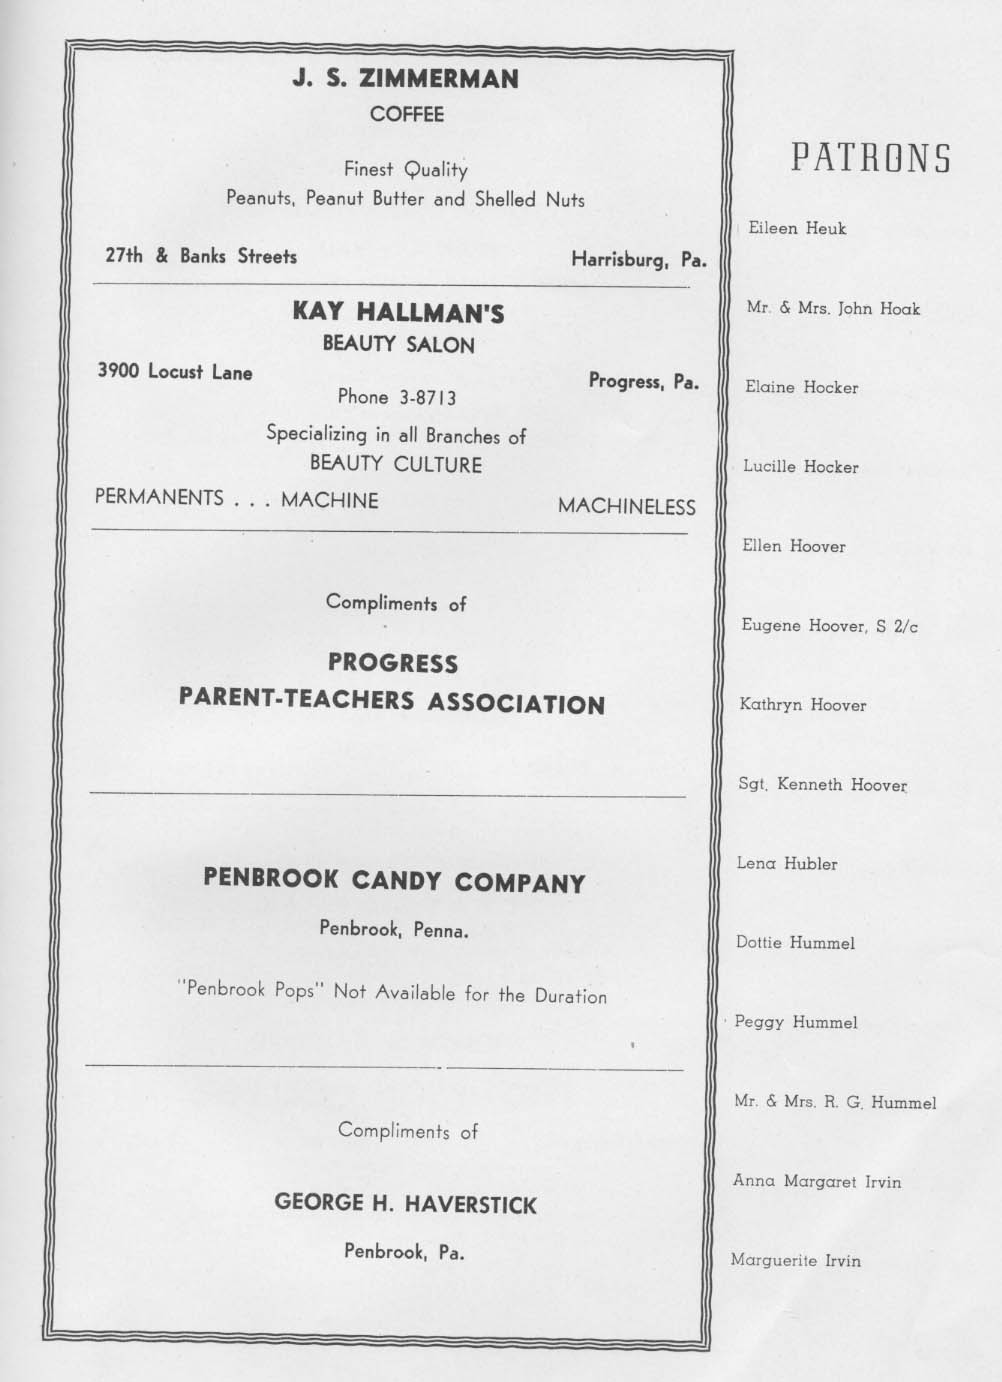 J. S. ZIMMERMAN
COFFEE
Finest Quality
Peanuts, Peanut Butter and Shelled Nuts
27th & Banks Streets Harrisburg, Pa.
KAY HALLMAN'S
BEAUTY SALON
3900 Locust Lane Progress, Pa.
Phone 3-8713
Specializing in all Branches of
BEAUTY CULTURE
PERMANENTS . . . MACHINE MACHINELESS
Compliments of
PROGRESS
PARENT-TEACHERS ASSOCIATION
PENBROOK CANDY COMPANY
Penbrook, Penna.
"Penbrook Pops" Not Available for the Duration
Compliments of
GEORGE H. HAVERSTICK
Penbrook, Pa.
PATRONS
Eileen Heuk
Mr. & Mrs. John Hoak
Elaine Hocker
Lucille Hocker
Ellen Hoover
Eugene Hoover, S 2/c
Kathryn Hoover
Sgt. Kenneth Hoover
Lena Hubler
Dottie Hummel
Peggy Hummel
Mr. & Mrs. R. G. Hummel
Anna Margaret Irvin
Marguerite Irvin